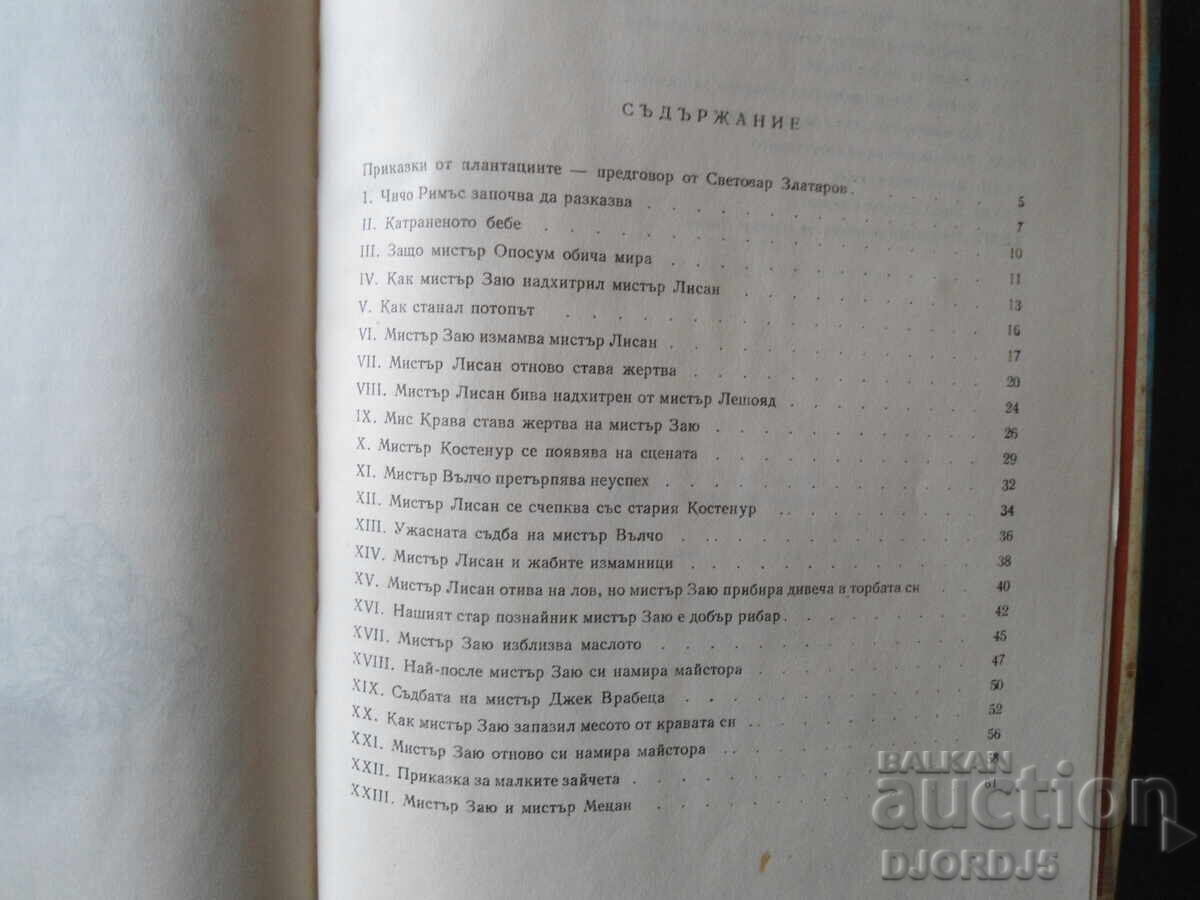 СЪДЪРЖАНИЕ
Приказки от плантациите — предговор от Светозар Златаров . 5
I. Чичо Римъс започва да разказва . . . . . . . . 7
II. Катраненото бебе . . . . . . . . 10
III. Защо мистър Опосум обича мира . . . . . . . . 11
IV. Как мистър Заю надхитрил мистър Лисан . . . . . . . 13
V. Как станал потопът . . . . . . . . 16
VI. Мистър Заю измамва мистър Лисан . . . . . . . . 17
VII. Мистър Лисан отново става жертва . . . . . . . . 20
VIII. Мистър Лисан бива надхитрен от мистър Лешояд . . . . . 24
IX. Мис Крава става жертва на мистър Заю . . . . . . . 26
X. Мистър Костенур се появява на сцената . . . . . . . 29
XI. Мистър Вълчо претърпява неуспех . . . . . . . . 32
XII. Мистър Лисан се счепква със стария Костенур . . . . . . 34
XIII. Ужасната съдба на мистър Вълчо . . . . . . . . 36
XIV. Мистър Лисан и жабите измамници . . . . . . . . 38
XV. Мистър Лисан отива на лов, но мистър Заю прибира дивеча в торбата си . . 40
XVI. Нашият стар познайник мистър Заю е добър рибар . . . . . 42
XVII. Мистър Заю изближва маслото . . . . . . . . 45
XVIII. Най-после мистър Заю си намира майстора . . . . . . 47
XIX. Съдбата на мистър Джек Врабеца . . . . . . . . 50
XX. Как мистър Заю запазил месото от кравата си . . . . . . 52
XXI. Мистър Заю отново си намира майстора . . . . . . . 56
XXII. Приказка за малките зайчета . . . . . . . . 58
XXIII. Мистър Заю и мистър Мецан . . . . . . . . 61
BALKAN
auction
DJORDJ5